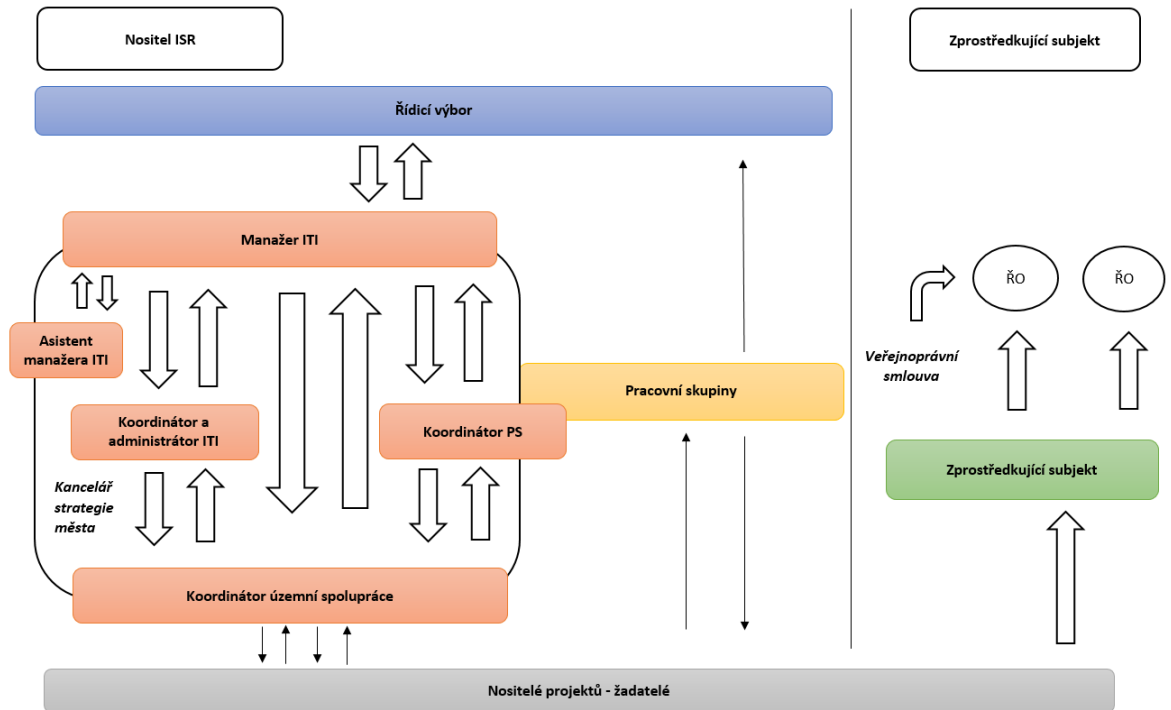 Nositel ISR
Zprostředkující subjekt
Řídicí výbor
Manažer ITI
Asistent
manažera ITI
Koordinátor a
administrátor ITI
Koordinátor PS
Pracovní skupiny
Kancelář
strategie
města
Koordinátor územní spolupráce
ŘO
ŘO
Veřejnoprávní
smlouva
Zprostředkující subjekt
Nositelé projektů - žadatelé